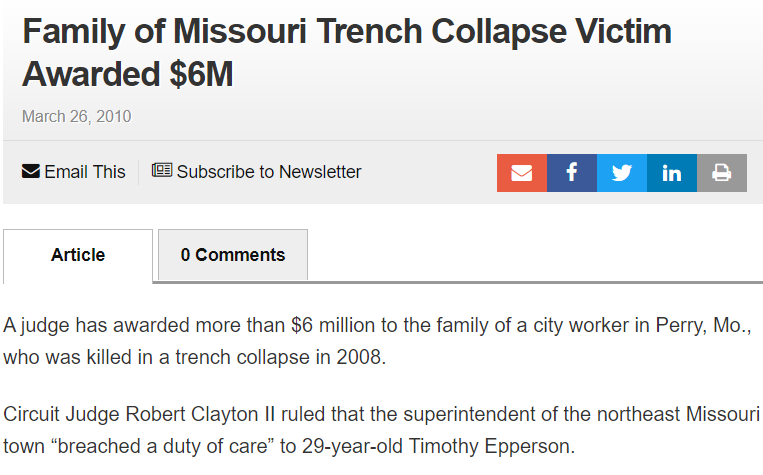 Family of Missouri Trench Collapse Victim
Awarded $6M
March 26, 2010
Email This
Subscribe to Newsletter
f
in
Article
0 Comments
A judge has awarded more than $6 million to the family of a city worker in Perry, Mo.,
who was killed in a trench collapse in 2008.
Circuit Judge Robert Clayton II ruled that the superintendent of the northeast Missouri
town “breached a duty of care” to 29-year-old Timothy Epperson.